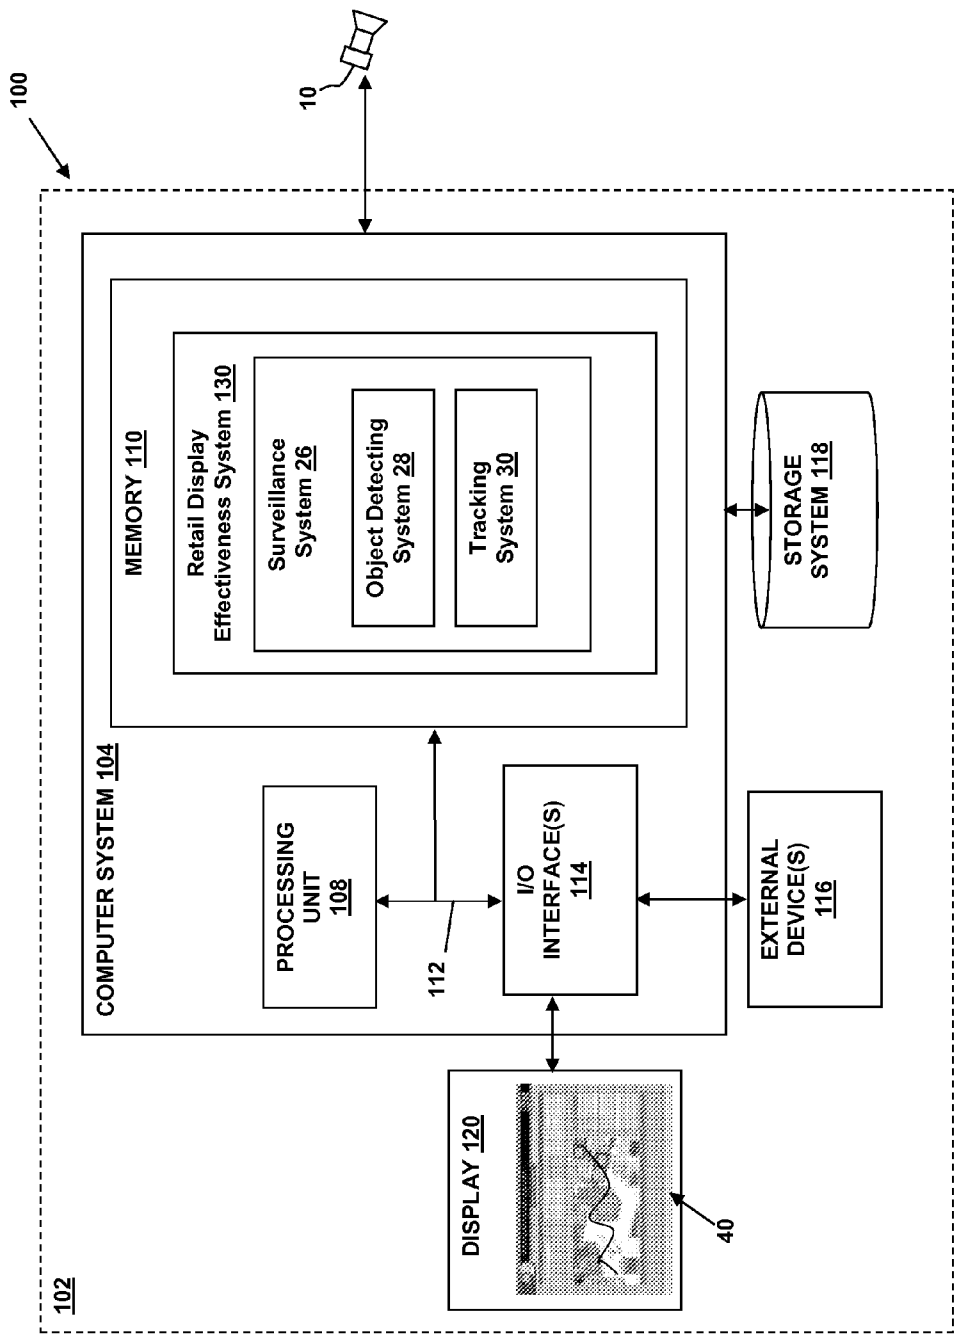 100
10
102
COMPUTER SYSTEM 104
MEMORY 110
Retail Display
Effectiveness System 130
Surveillance
System 26
Object Detecting
System 28
Tracking
System 30
PROCESSING
UNIT
108
112
I/O
INTERFACE(S)
114
DISPLAY 120
40
EXTERNAL
DEVICE(S)
116
STORAGE
SYSTEM 118